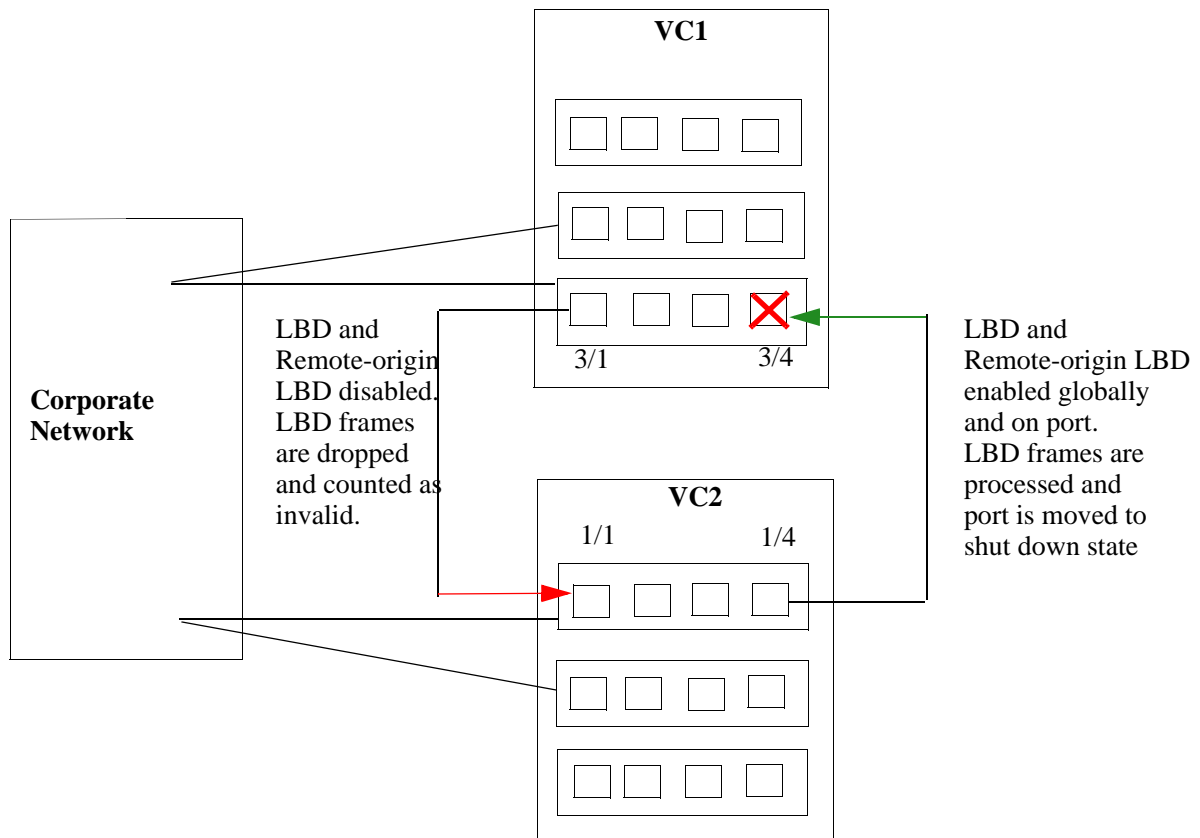 VC1
3/1
3/4
Corporate
Network
LBD and
Remote-origin
LBD disabled.
LBD frames
are dropped
and counted as
invalid.
LBD and
Remote-origin LBD
enabled globally
and on port.
LBD frames are
processed and
port is moved to
shut down state
VC2
1/1
1/4